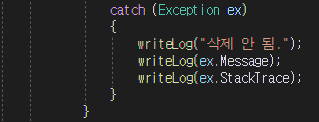 catch (Exception ex)
{
writeLog("삭제 안 됨.");
writeLog(ex.Message);
writeLog(ex.StackTrace);
}
}